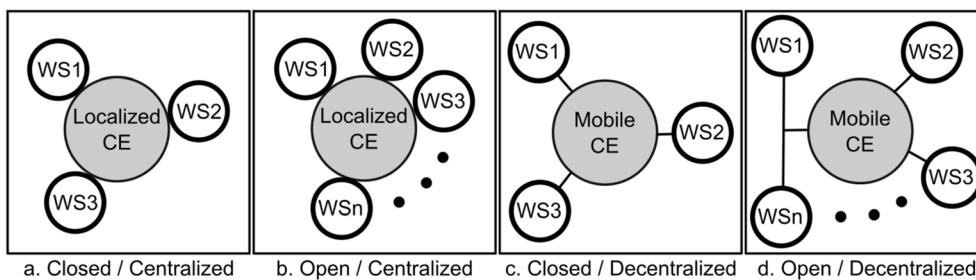 WS1
Localized
CE
WS2
WS3
a. Closed / Centralized
WS1
WS2
Localized
CE
WS3
WSn
b. Open / Centralized
WS1
Mobile
CE
WS2
WS3
c. Closed / Decentralized
WS1
WS2
Mobile
CE
WS3
WSn
d. Open / Decentralized